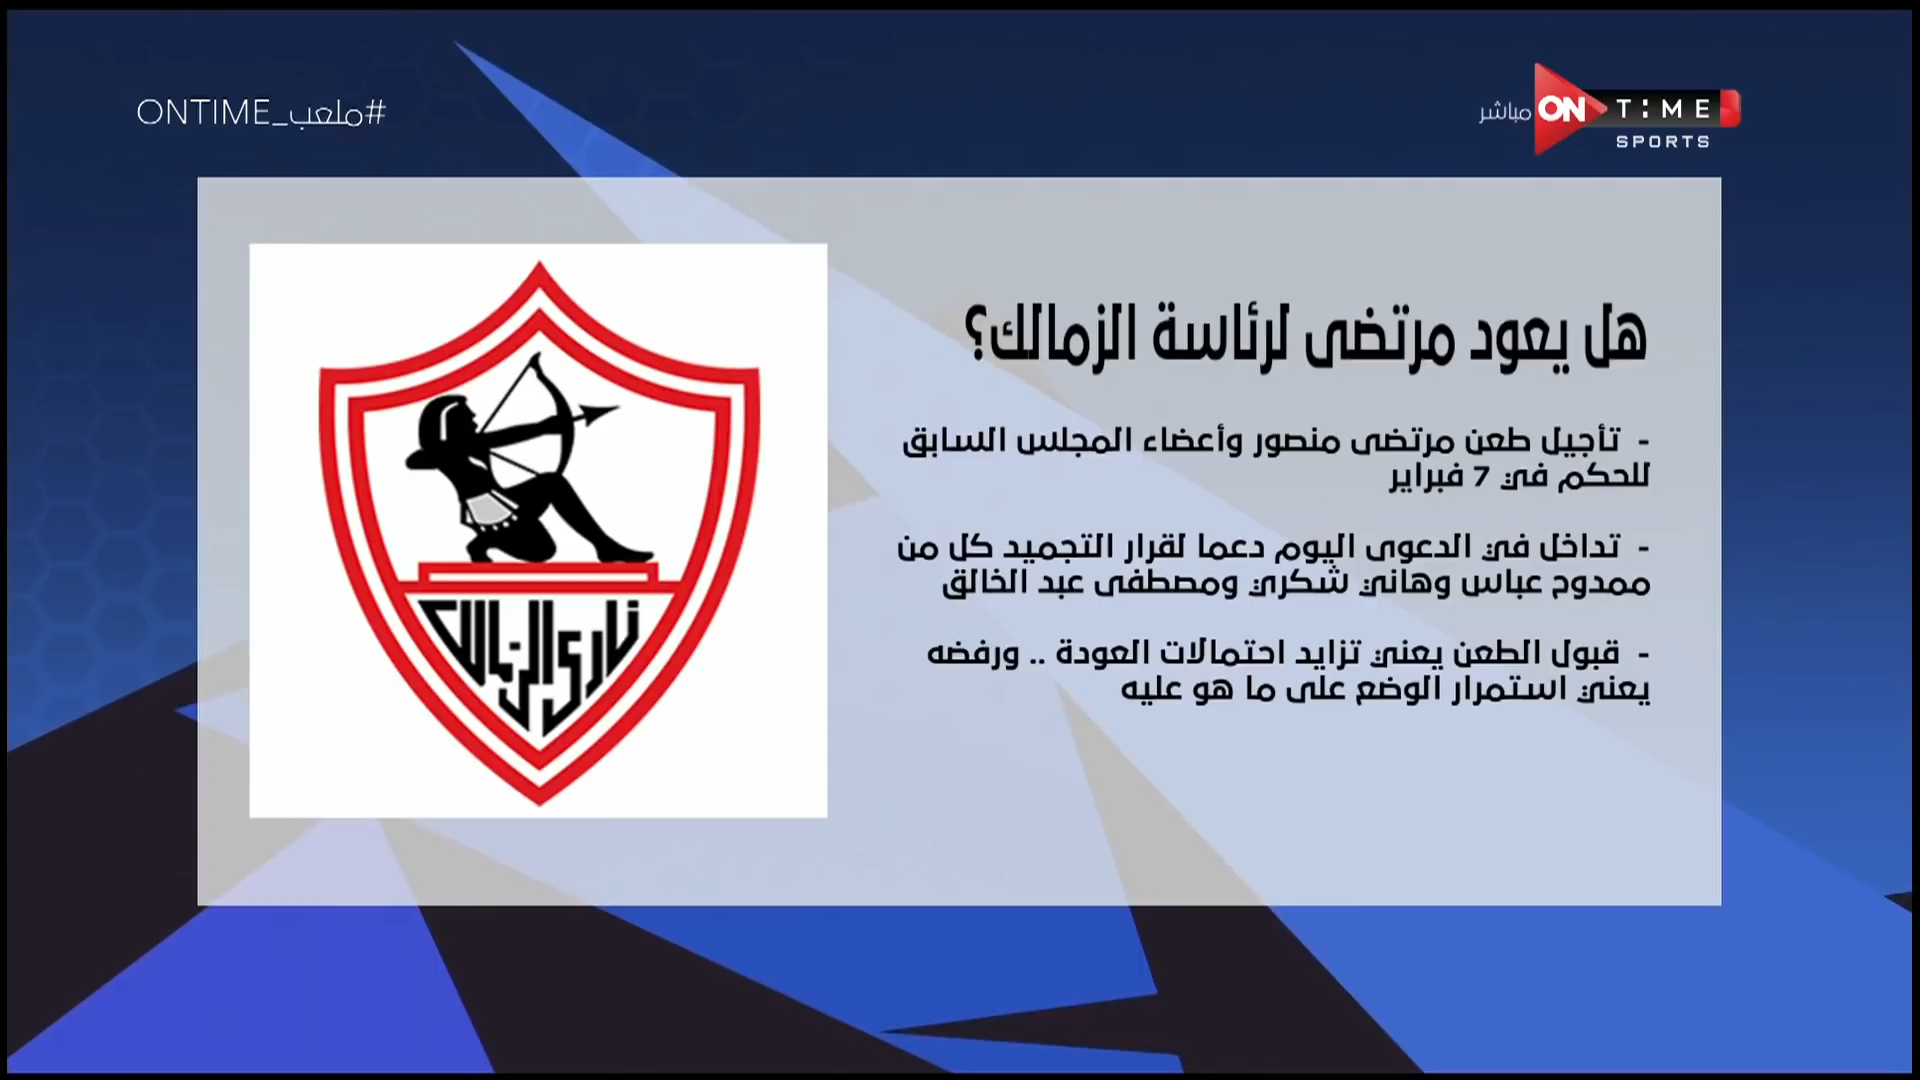 #ملعب_ONTIME
مباشر
ON TIME
SPORTS
هل يعود مرتضى لرئاسة الزمالك؟
- تأجيل طعن مرتضى منصور وأعضاء المجلس السابق
للحكم في 7 فبراير
- تداخل في الدعوى اليوم دعما لقرار التجميد كل من
ممدوح عباس وهاني شكري ومصطفى عبد الخالق
- قبول الطعن يعني تزايد احتمالات العودة .. ورفضه
يعني استمرار الوضع على ما هو عليه
نادى الزمالك